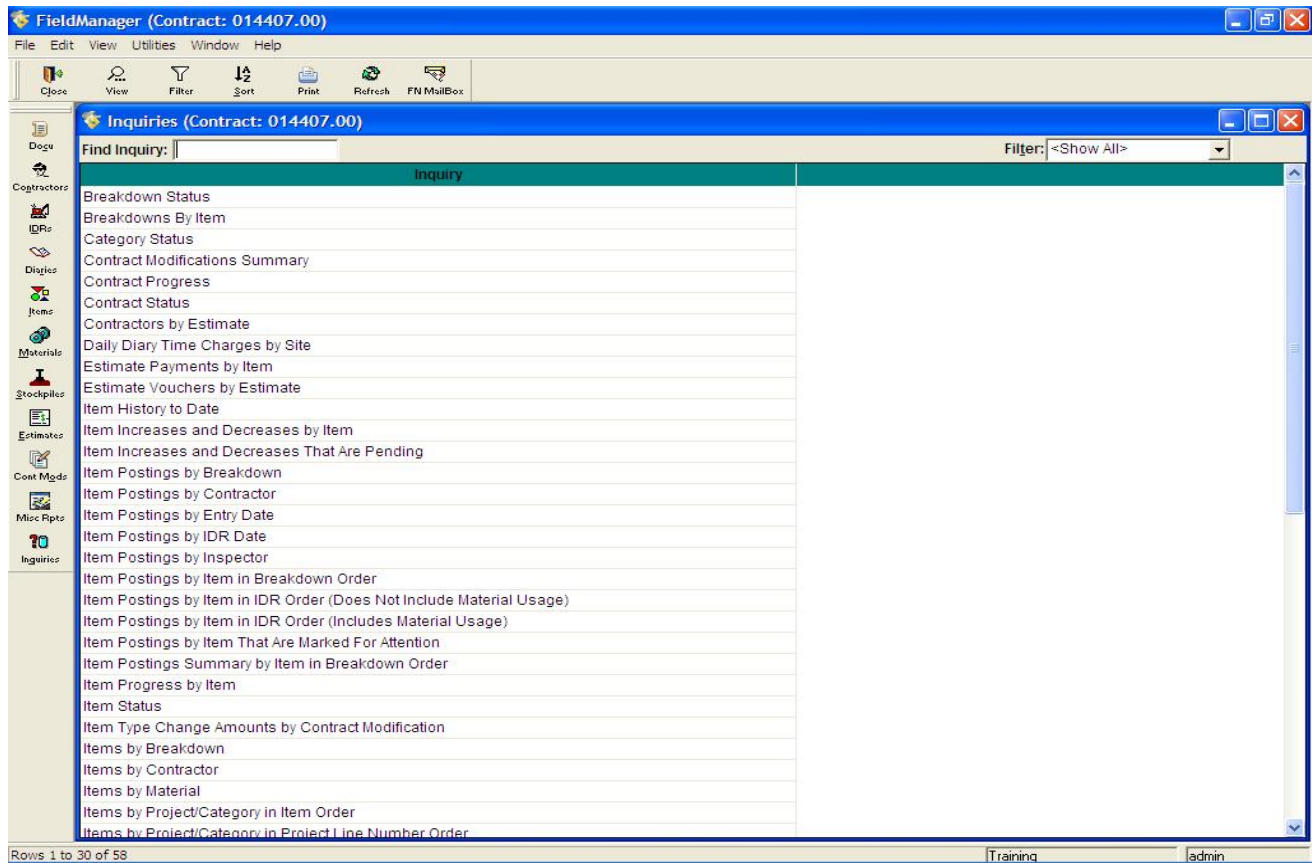 FieldManager (Contract: 014407.00)
File Edit View Utilities Window Help
Close View Filter Sort Print Refresh FN MailBox
Inquiries (Contract: 014407.00)
Find Inquiry: Filter: <Show All>
Inquiry
Docu
Contractors
IDRs
Diaries
Items
Materials
Stockpiles
Estimates
Cont Mods
Misc Rpts
Inquiries
Breakdown Status
Breakdowns By Item
Category Status
Contract Modifications Summary
Contract Progress
Contract Status
Contractors by Estimate
Daily Diary Time Charges by Site
Estimate Payments by Item
Estimate Vouchers by Estimate
Item History to Date
Item Increases and Decreases by Item
Item Increases and Decreases That Are Pending
Item Postings by Breakdown
Item Postings by Contractor
Item Postings by Entry Date
Item Postings by IDR Date
Item Postings by Inspector
Item Postings by Item in Breakdown Order
Item Postings by Item in IDR Order (Does Not Include Material Usage)
Item Postings by Item in IDR Order (Includes Material Usage)
Item Postings by Item That Are Marked For Attention
Item Postings Summary by Item in Breakdown Order
Item Progress by Item
Item Status
Item Type Change Amounts by Contract Modification
Items by Breakdown
Items by Contractor
Items by Material
Items by Project/Category in Item Order
Items by Project/Category in Project Line Number Order
Rows 1 to 30 of 58 Training admin